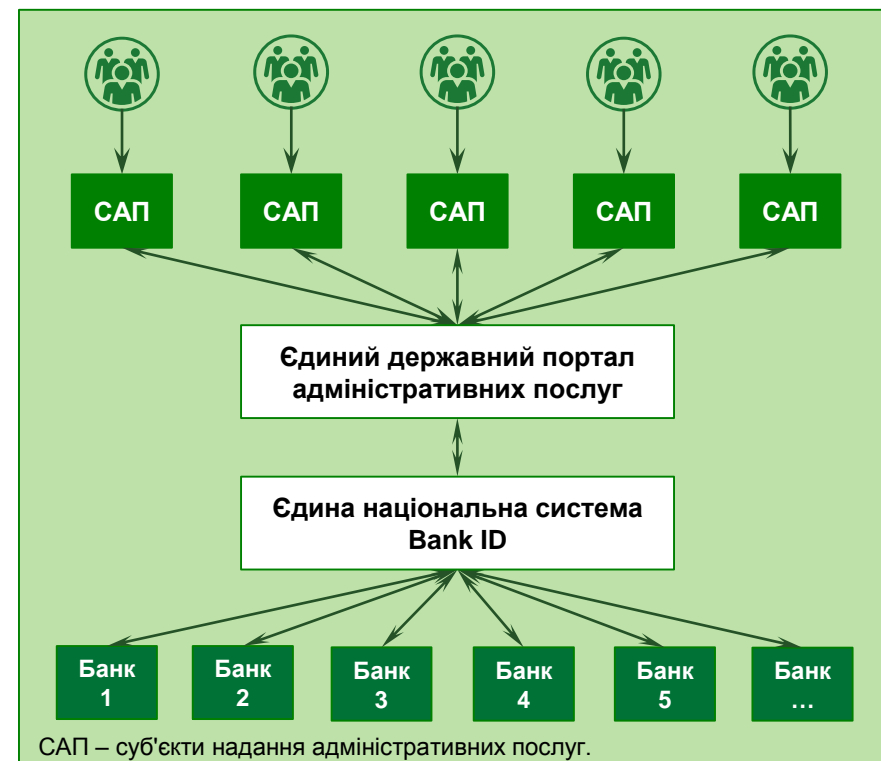 САП САП САП САП САП
Єдиний державний портал
адміністративних послуг
Єдина національна система
Bank ID
Банк Банк Банк Банк Банк Банк
1 2 3 4 5 ...
САП – суб'єкти надання адміністративних послуг.